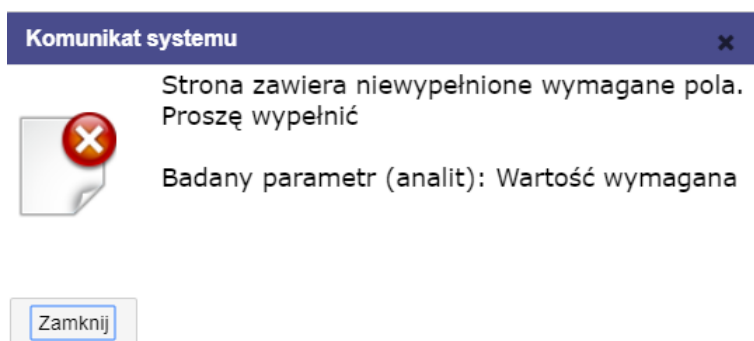 Komunikat systemu
Strona zawiera niewypełnione wymagane pola.
Proszę wypełnić
Badany parametr (analit): Wartość wymagana
Zamknij